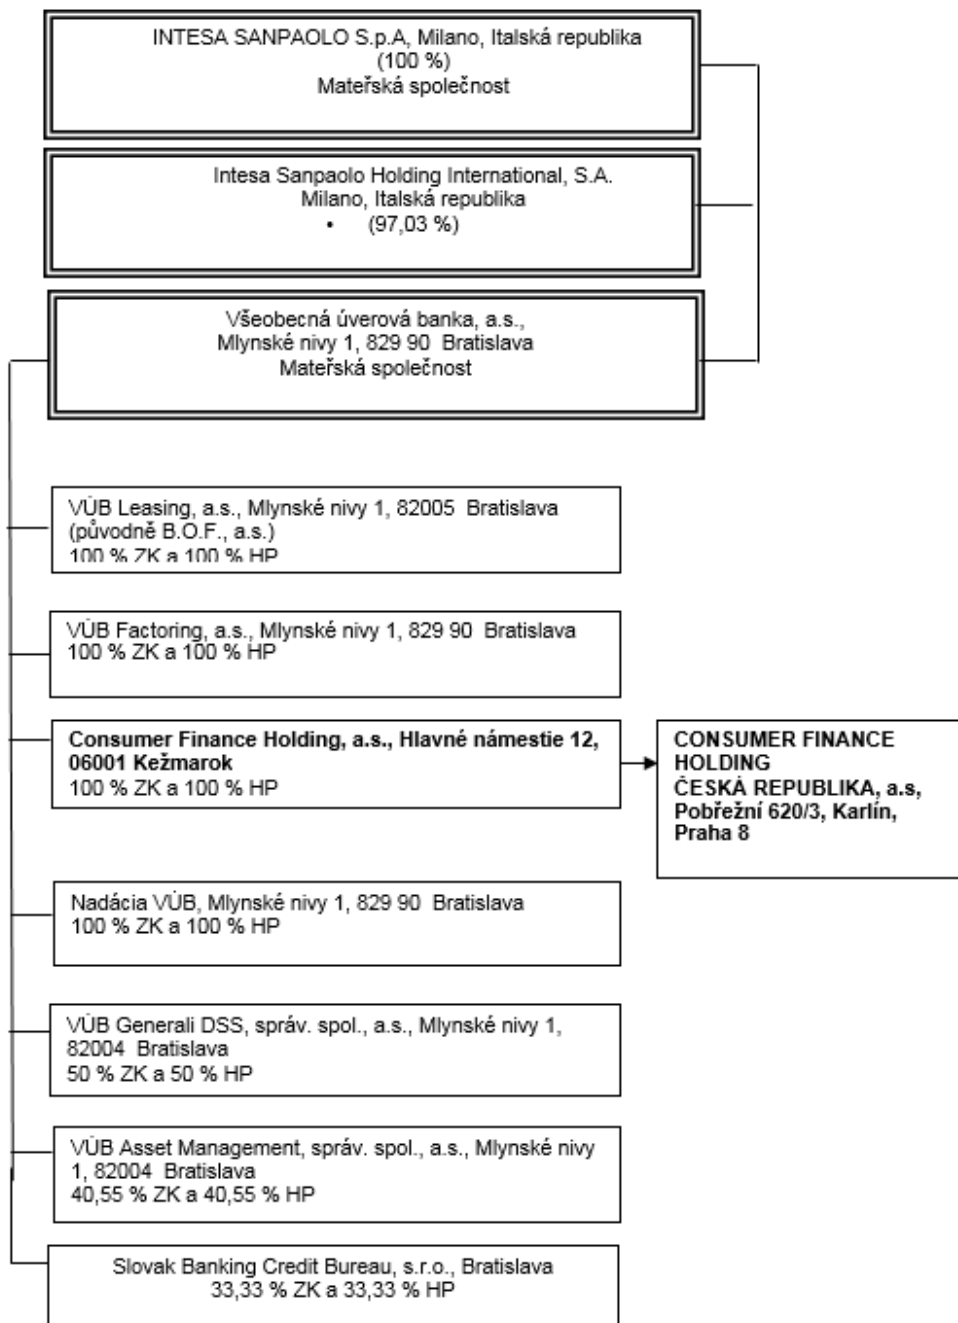 INTESA SANPAOLO S.p.A, Milano, Italská republika
(100 %)
Mateřská společnost
Intesa Sanpaolo Holding International, S.A.
Milano, Italská republika
• (97,03 %)
Všeobecná úverová banka, a.s.,
Mlynské nivy 1, 829 90 Bratislava
Mateřská společnost
VÚB Leasing, a.s., Mlynské nivy 1, 82005 Bratislava
(původně B.O.F., a.s.)
100 % ZK a 100 % HP
VÚB Factoring, a.s., Mlynské nivy 1, 829 90 Bratislava
100 % ZK a 100 % HP
Consumer Finance Holding, a.s., Hlavné námestie 12,
06001 Kežmarok
100 % ZK a 100 % HP
CONSUMER FINANCE
HOLDING
ČESKÁ REPUBLIKA, a.s,
Pobřežní 620/3, Karlín,
Praha 8
Nadácia VÚB, Mlynské nivy 1, 829 90 Bratislava
100 % ZK a 100 % HP
VÚB Generali DSS, správ. spol., a.s., Mlynské nivy 1,
82004 Bratislava
50 % ZK a 50 % HP
VÚB Asset Management, správ. spol., a.s., Mlynské nivy
1, 82004 Bratislava
40,55 % ZK a 40,55 % HP
Slovak Banking Credit Bureau, s.r.o., Bratislava
33,33 % ZK a 33,33 % HP